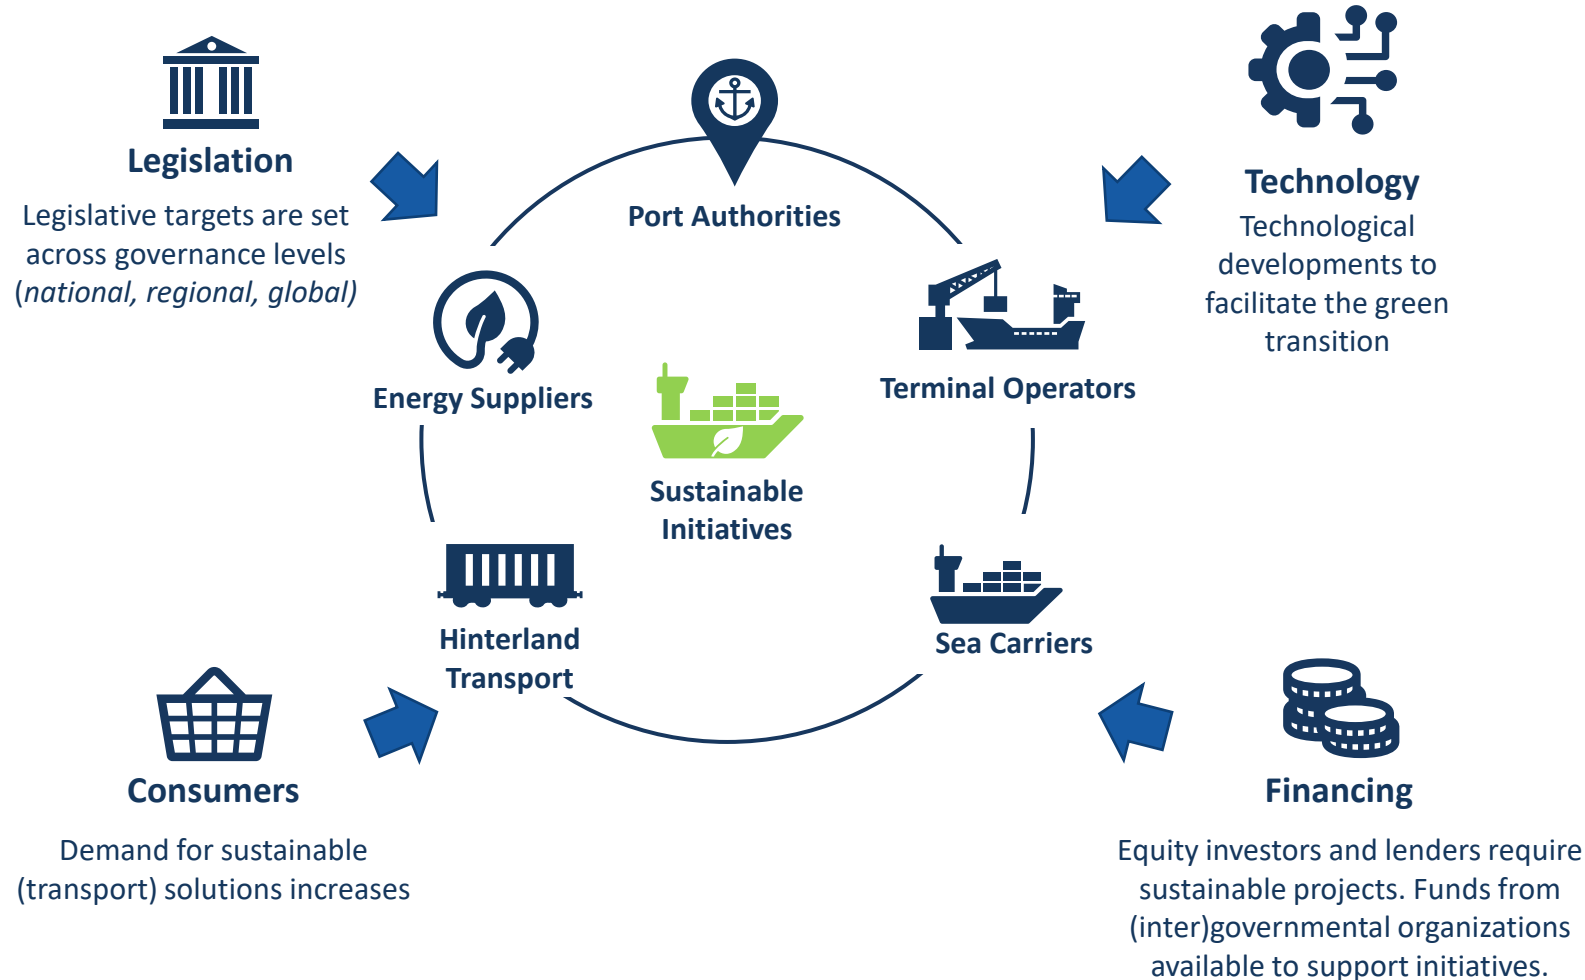 Legislation
Legislative targets are set
across governance levels
(national, regional, global)
Port Authorities
Technology
Technological
developments to
facilitate the green
transition
Energy Suppliers
Terminal Operators
Sustainable
Initiatives
Hinterland
Transport
Sea Carriers
Consumers
Demand for sustainable
(transport) solutions increases
Financing
Equity investors and lenders require
sustainable projects. Funds from
(inter)governmental organizations
available to support initiatives.